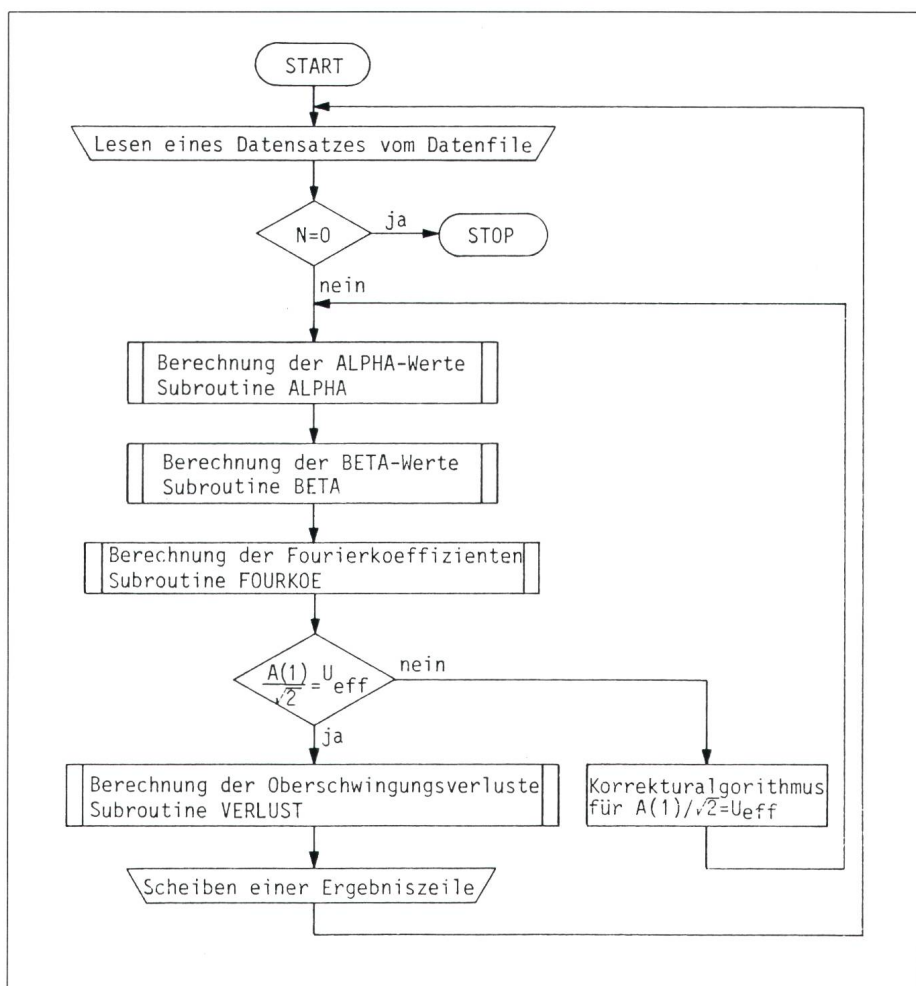 START
Lesen eines Datensatzes vom Datenfile
N=0
ja
STOP
nein
Berechnung der ALPHA-Werte
Subroutine ALPHA
Berechnung der BETA-Werte
Subroutine BETA
Berechnung der Fourierkoeffizienten
Subroutine FOURKOE
A(1)/√2 = Ueff
nein
ja
Berechnung der Oberschwingungsverluste
Subroutine VERLUST
Korrekturalgorithmus
für A(1)/√2=Ueff
Scheiben einer Ergebniszeile